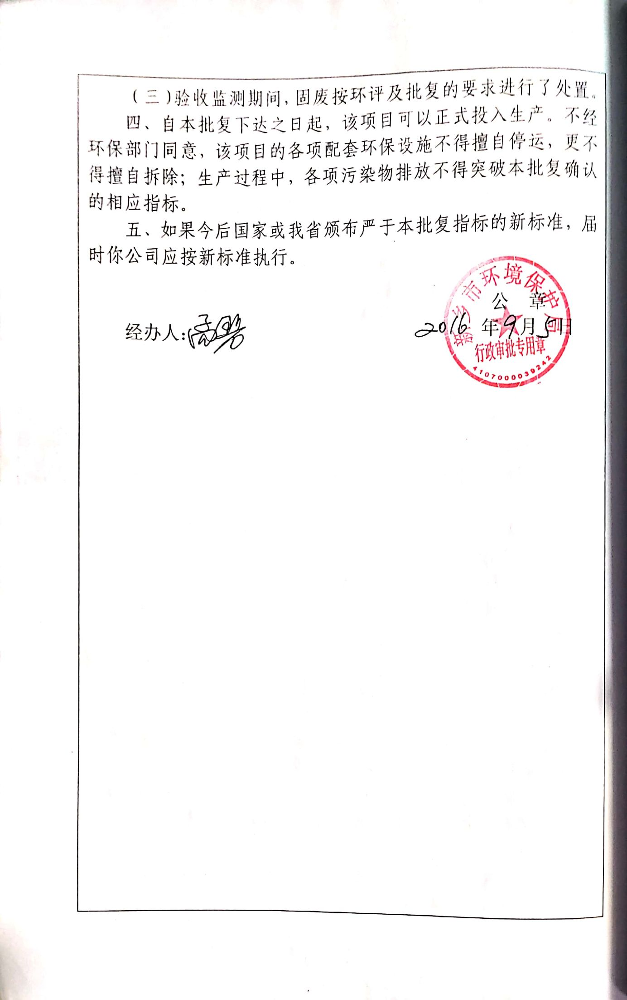 （三)验收监测期间,固废按环评及批复的要求进行了处置。
四、自本批复下达之日起，该项目可以正式投入生产。不经
环保部门同意，该项目的各项配套环保设施不得擅自停运，更不
得擅自拆除；生产过程中，各项污染物排放不得突破本批复确认
的相应指标。
五、如果今后国家或我省颁布严于本批复指标的新标准，届
时你公司应按新标准执行。
新乡市环境保护局
公 章
经办人:
2016年9月5日
行政审批专用章
4107000039242